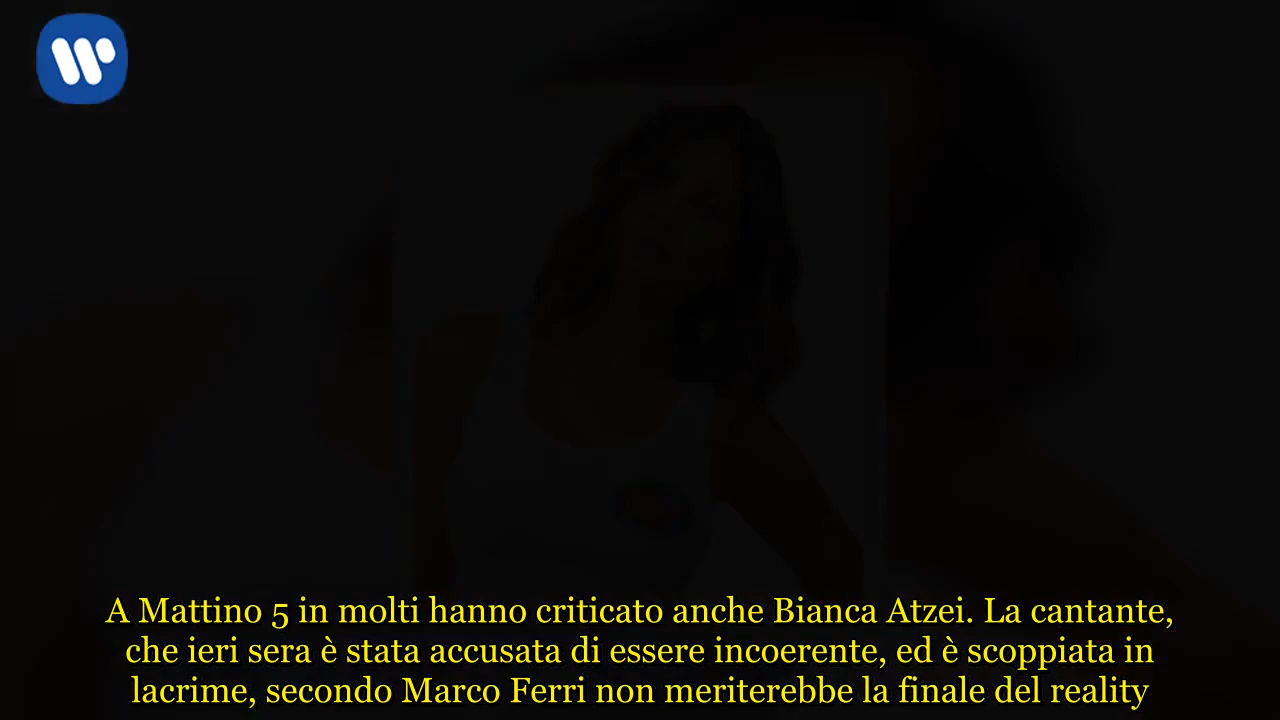 A Mattino 5 in molti hanno criticato anche Bianca Atzei. La cantante,
che ieri sera è stata accusata di essere incoerente, ed è scoppiata in
lacrime, secondo Marco Ferri non meriterebbe la finale del reality